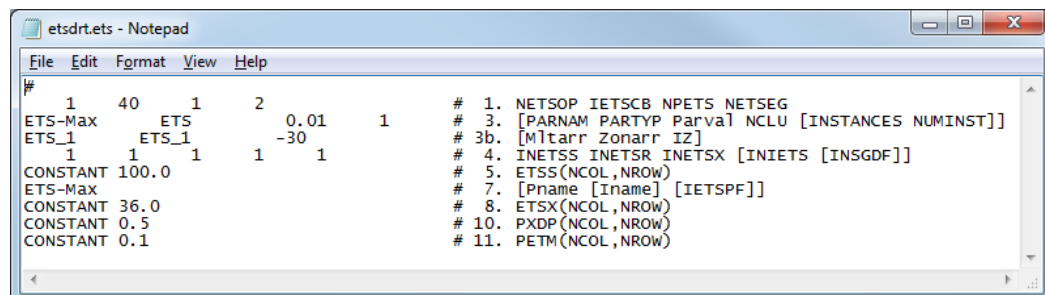 etsdrt.ets - Notepad
File Edit Format View Help
#
1 40 1 2 # 1. NETSOP IETSCB NPETS NETSEG
ETS-Max ETS 0.01 1 # 3. [PARNAM PARTYP Parval NCLU [INSTANCES NUMINST]]
ETS_1 ETS_1 -30 # 3b. [Mltarr Zonarr IZ]
1 1 1 1 1 # 4. INETSS INETSR INETSX [INIETS [INSGDF]]
CONSTANT 100.0 # 5. ETSS(NCOL,NROW)
ETS-Max # 7. [Pname [Iname] [IETSPF]]
CONSTANT 36.0 # 8. ETSX(NCOL,NROW)
CONSTANT 0.5 # 10. PXDP(NCOL,NROW)
CONSTANT 0.1 # 11. PETM(NCOL,NROW)